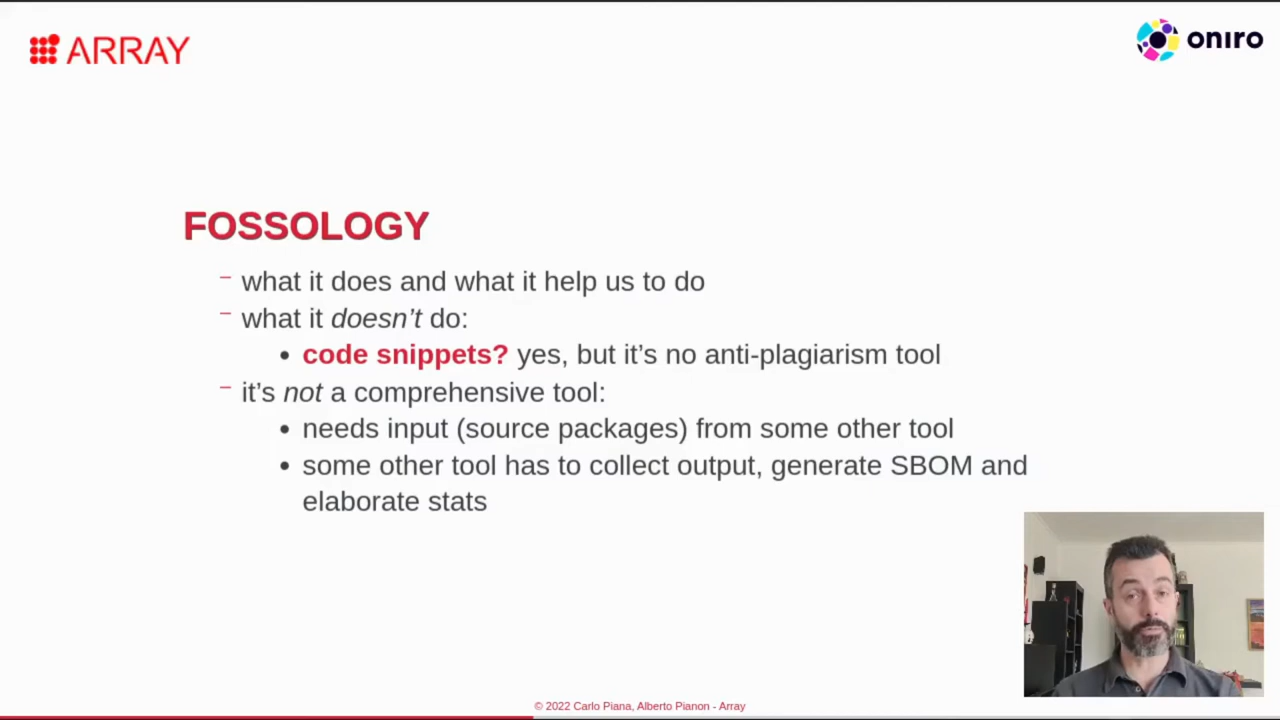 ARRAY
oniro
FOSSOLOGY
– what it does and what it help us to do
– what it doesn’t do:
• code snippets? yes, but it’s no anti-plagiarism tool
– it’s not a comprehensive tool:
• needs input (source packages) from some other tool
• some other tool has to collect output, generate SBOM and
elaborate stats
© 2022 Carlo Piana, Alberto Pianon - Array